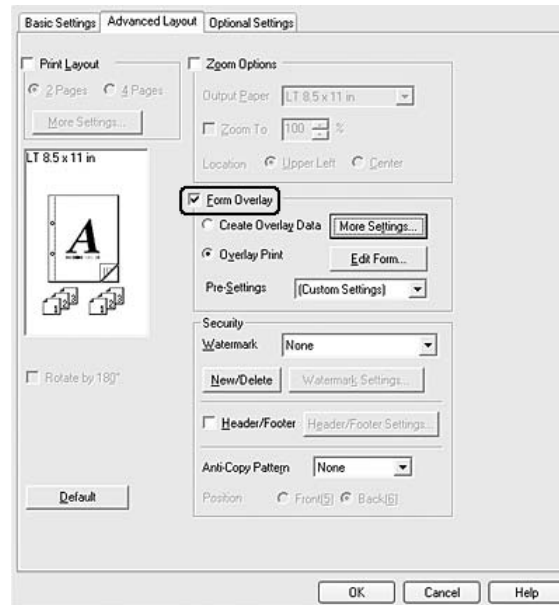 Basic Settings Advanced Layout Optional Settings
Print Layout
2 Pages 4 Pages
More Settings...
LT 8.5 x 11 in
A
Rotate by 180°
Default
Zoom Options
Output Paper LT 8.5 x 11 in
Zoom To 100 %
Location Upper Left Center
Form Overlay
Create Overlay Data More Settings...
Overlay Print Edit Form...
Pre-Settings (Custom Settings)
Security
Watermark None
New/Delete Watermark Settings...
Header/Footer Header/Footer Settings...
Anti-Copy Pattern None
Position Front(5) Back(6)
OK Cancel Help